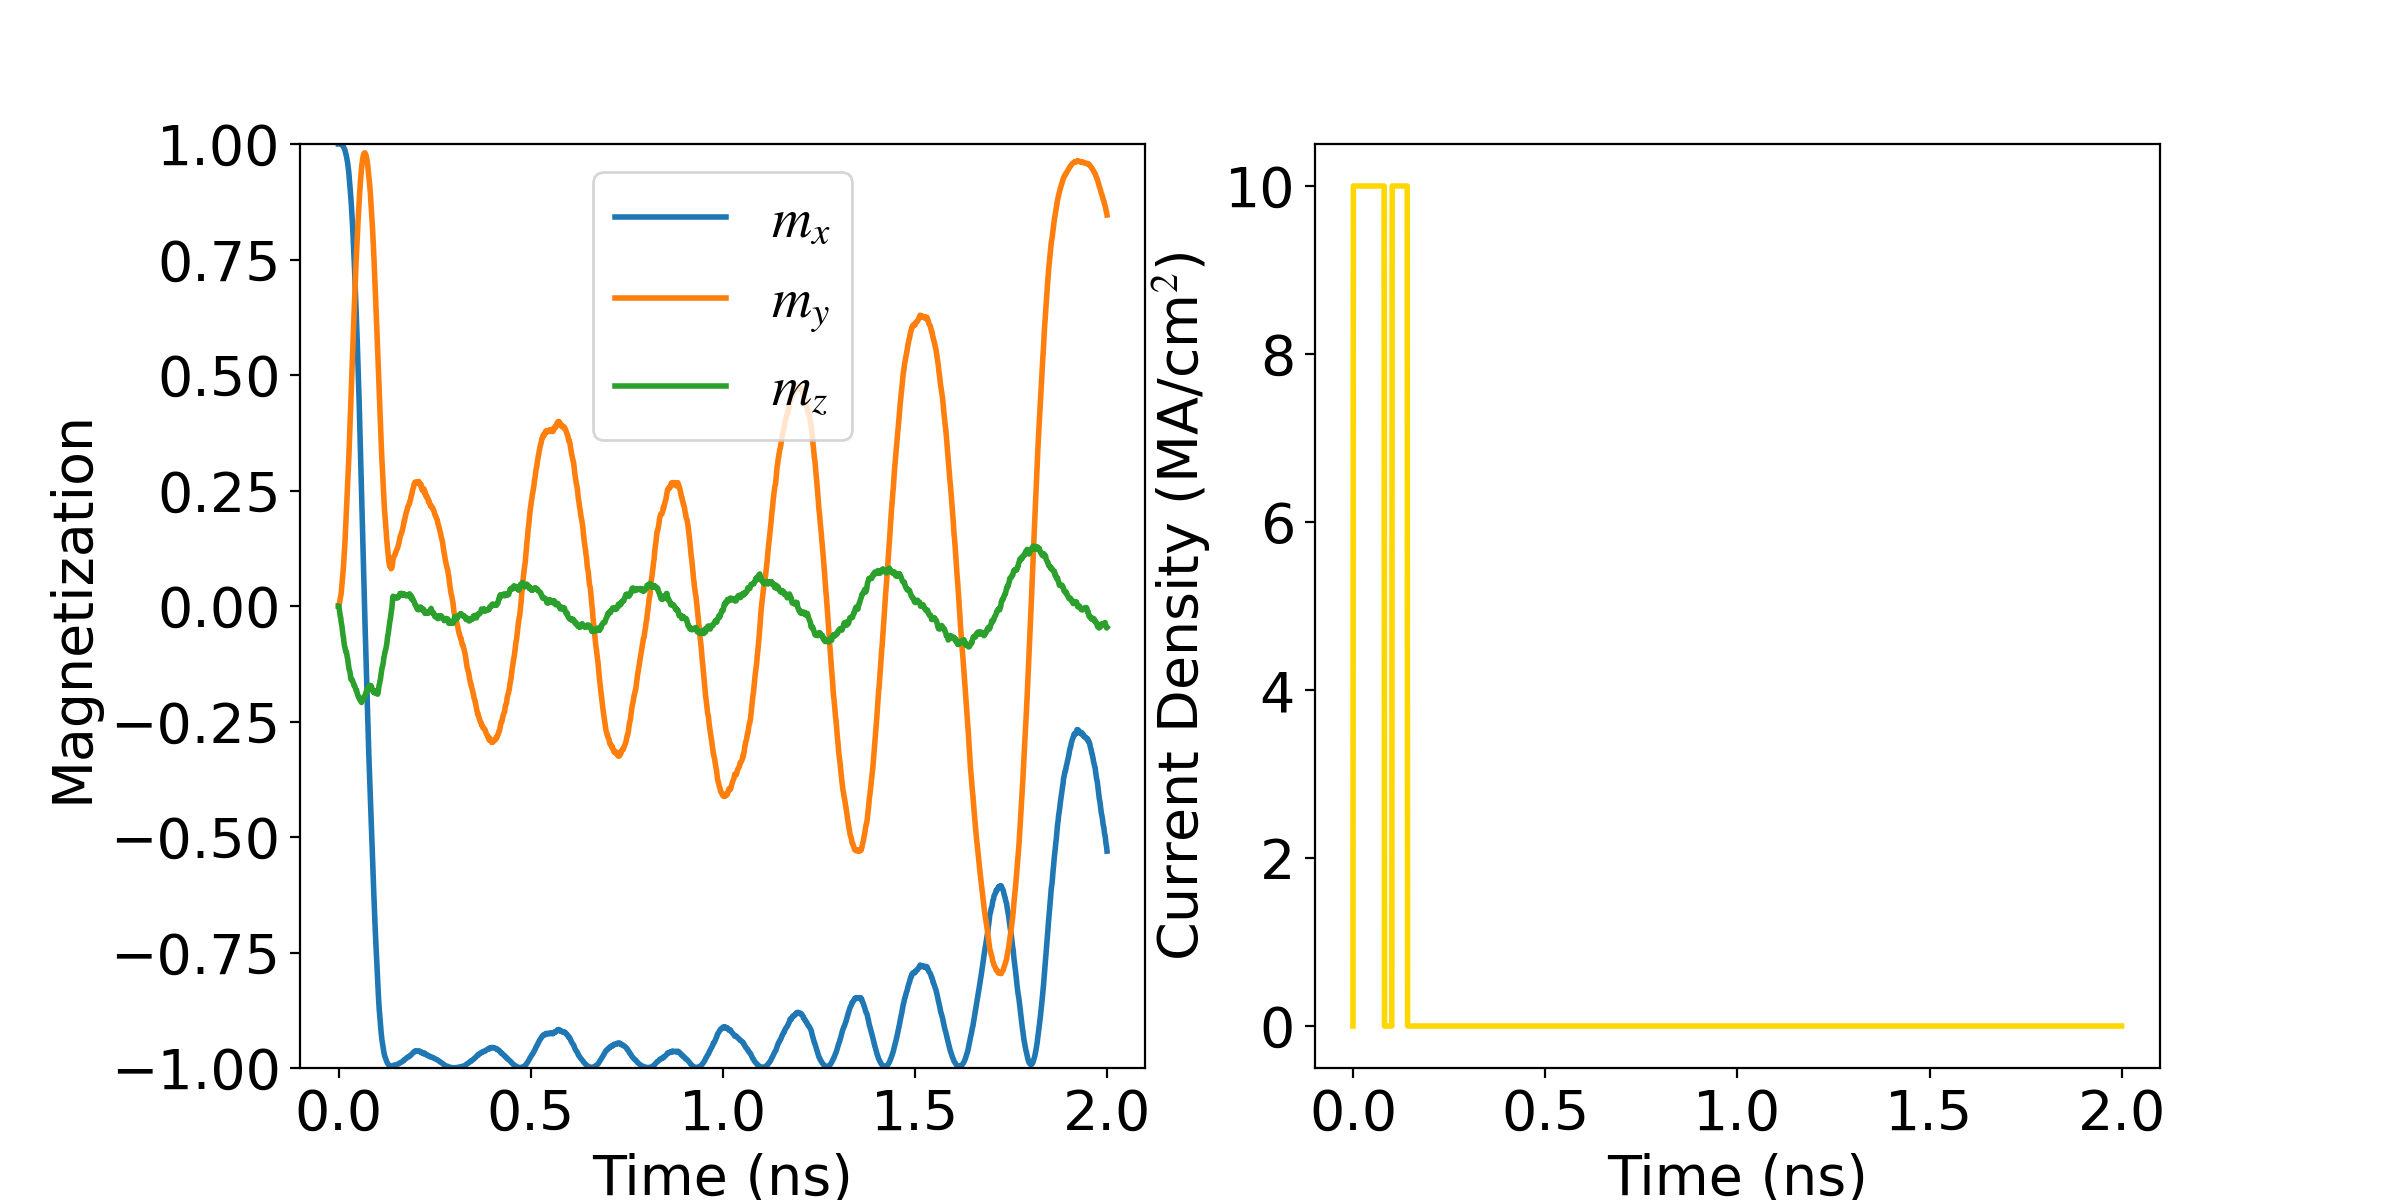 1.00
0.75
0.50
0.25
0.00
−0.25
−0.50
−0.75
−1.00
Magnetization
0.0 0.5 1.0 1.5 2.0
Time (ns)
m_x
m_y
m_z
10
8
6
4
2
0
Current Density (MA/cm²)
0.0 0.5 1.0 1.5 2.0
Time (ns)